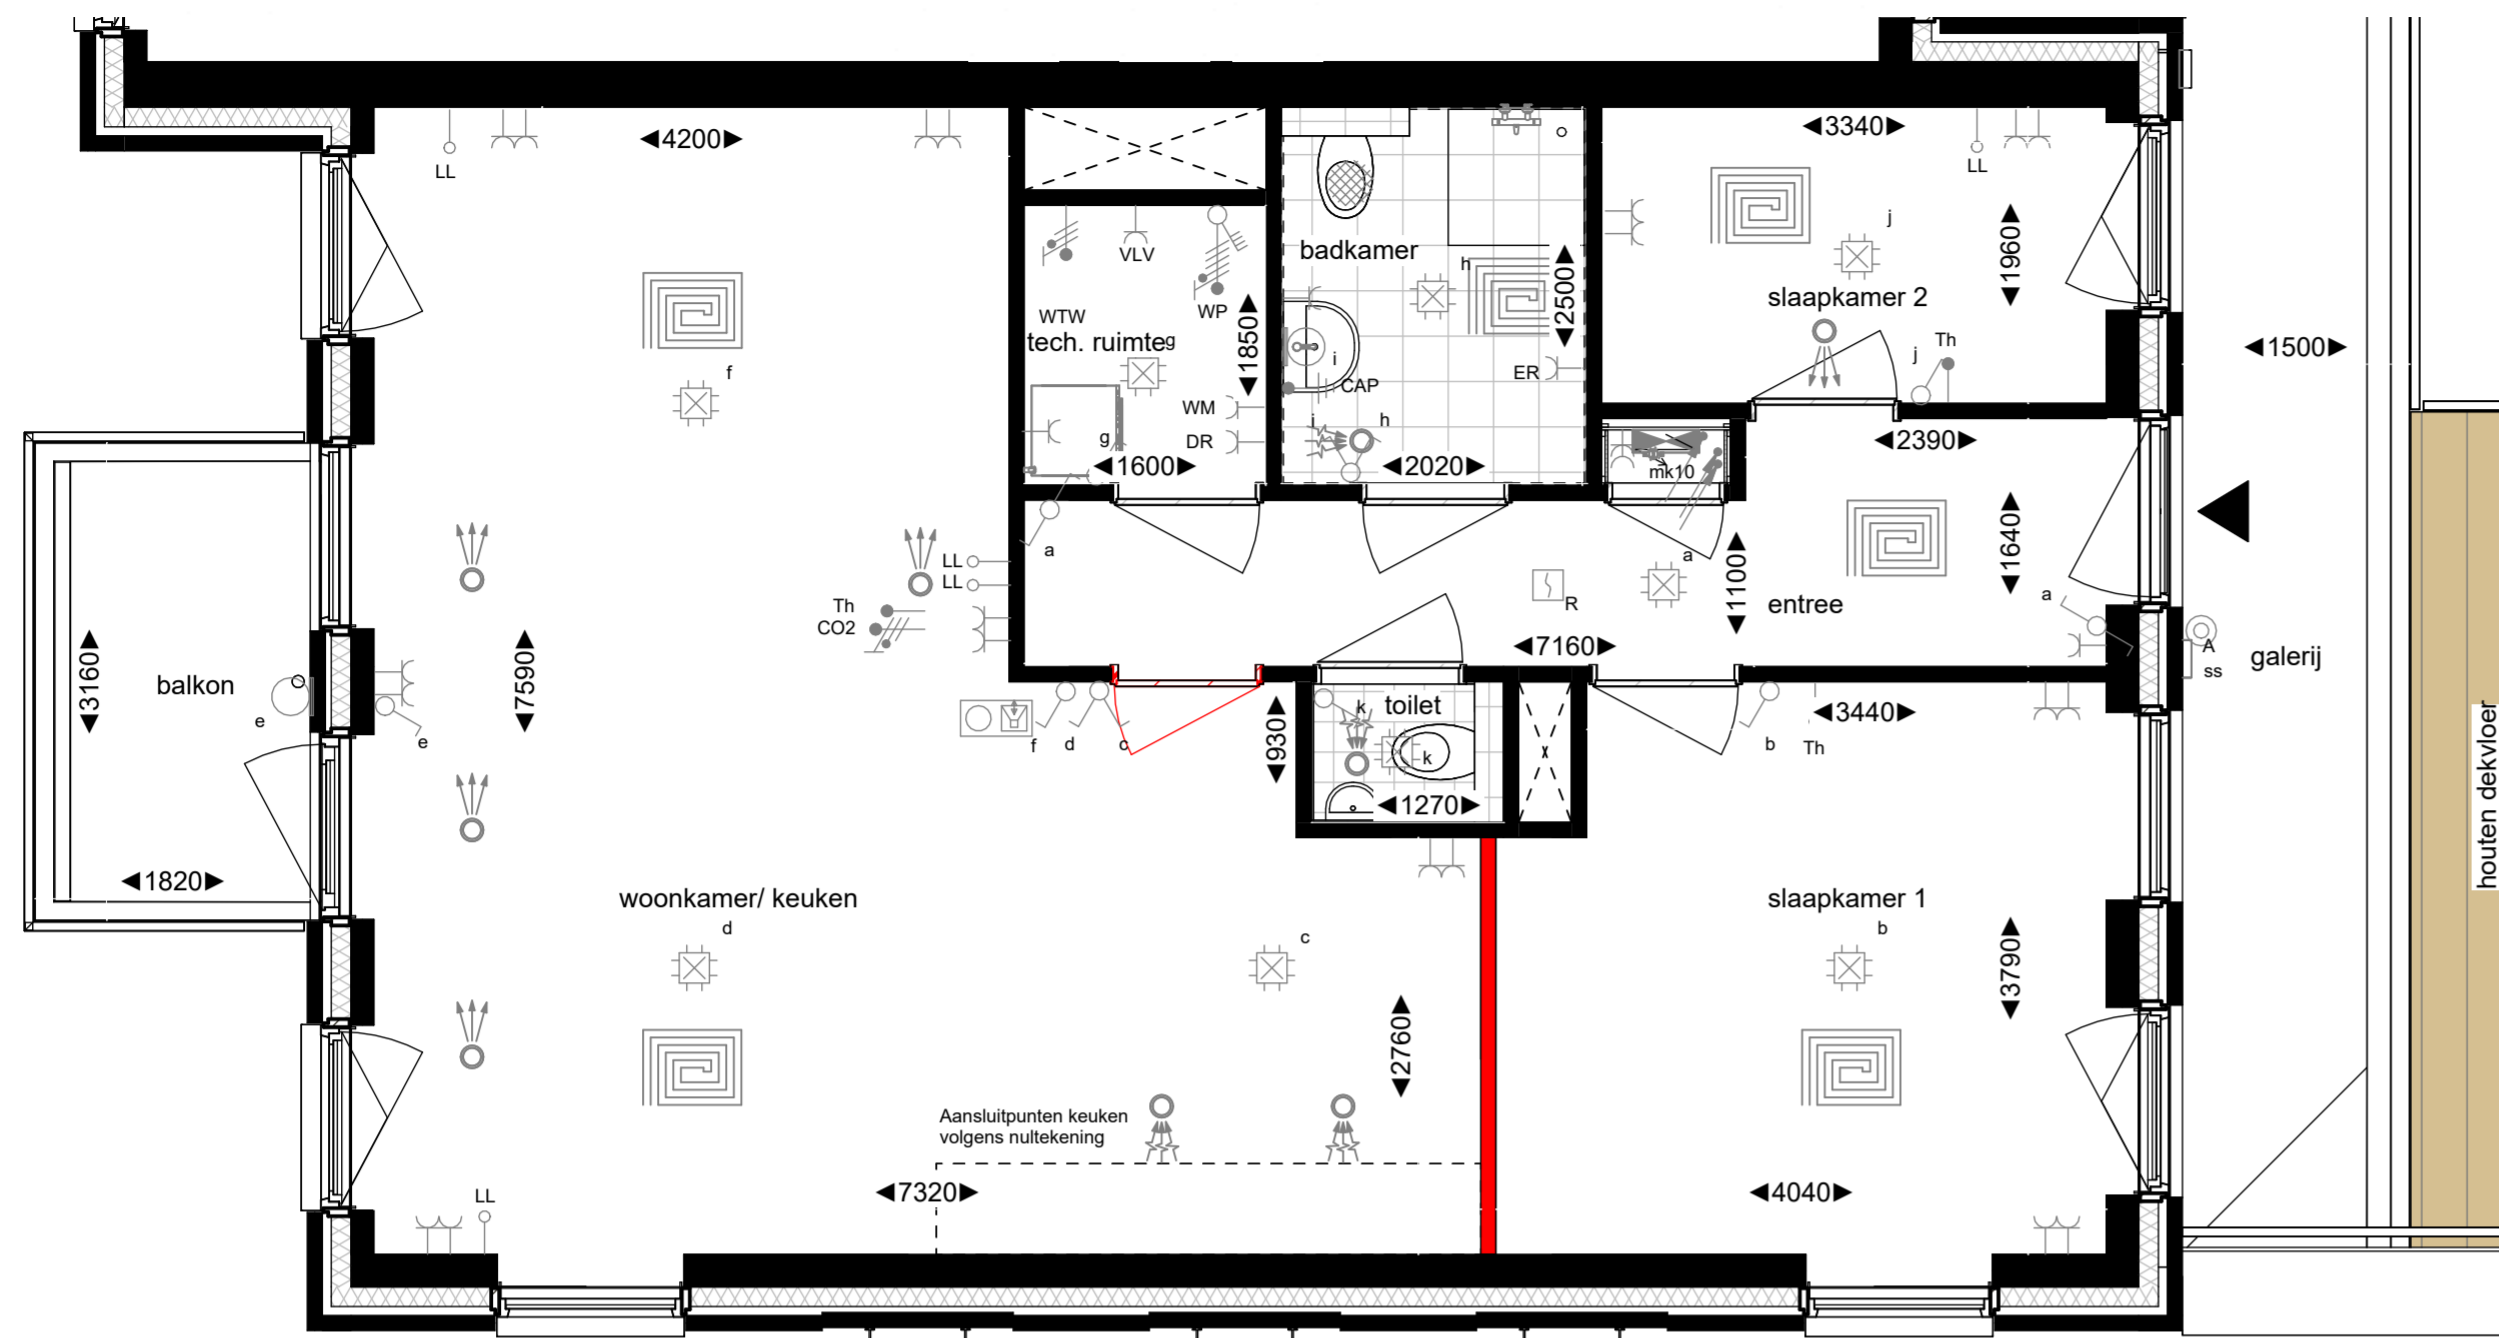 4200
3340
LL
LL
j
badkamer
VLV
h
1960
2500
slaapkamer 2
WP
WTW
tech. ruimte
g
1850
f
i
j
Th
1500
ER
CAP
WM
DR
i
h
g
1600
2020
2390
mk10
a
a
LL
LL
1640
1100
R
a
entree
Th
CO2
7160
A
galerij
ss
3160
balkon
7590
e
e
f
d
c
930
k
toilet
k
1270
b
Th
3440
houten dekvloer
1820
woonkamer/ keuken
d
c
slaapkamer 1
b
3790
2760
Aansluitpunten keuken
volgens nultekening
LL
7320
4040